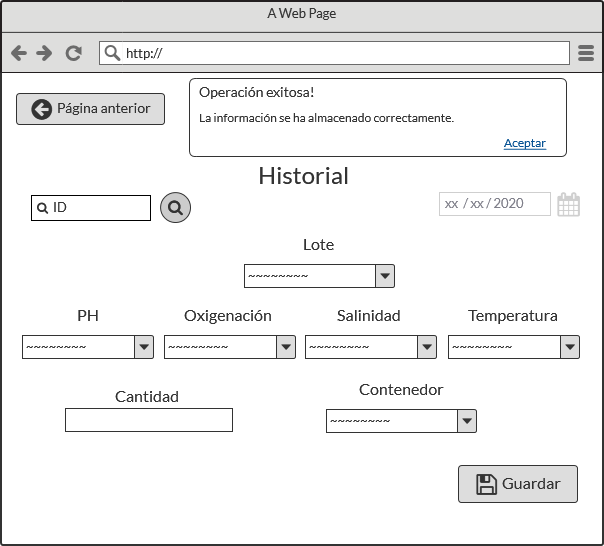 A Web Page
http://
Página anterior
Operación exitosa!
La información se ha almacenado correctamente.
Aceptar
Historial
ID
xx / xx / 2020
Lote
~~~~~~~~
PH Oxigenación Salinidad Temperatura
~~~~~~~~ ~~~~~~~~ ~~~~~~~~ ~~~~~~~~
Cantidad Contenedor
~~~~~~~~
Guardar